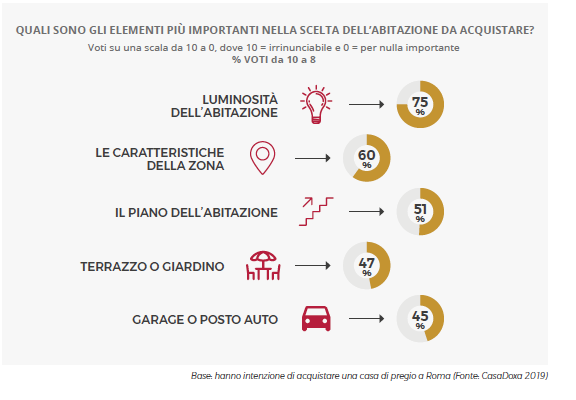 QUALI SONO GLI ELEMENTI PIÙ IMPORTANTI NELLA SCELTA DELL'ABITAZIONE DA ACQUISTARE?
Voti su una scala da 10 a 0, dove 10 = irrinunciabile e 0 = per nulla importante
% VOTI da 10 a 8
LUMINOSITÀ
DELL'ABITAZIONE
75
%
LE CARATTERISTICHE
DELLA ZONA
60
%
IL PIANO DELL'ABITAZIONE
51
%
TERRAZZO O GIARDINO
47
%
GARAGE O POSTO AUTO
45
%
Base: hanno intenzione di acquistare una casa di pregio a Roma (Fonte: CasaDoxa 2019)